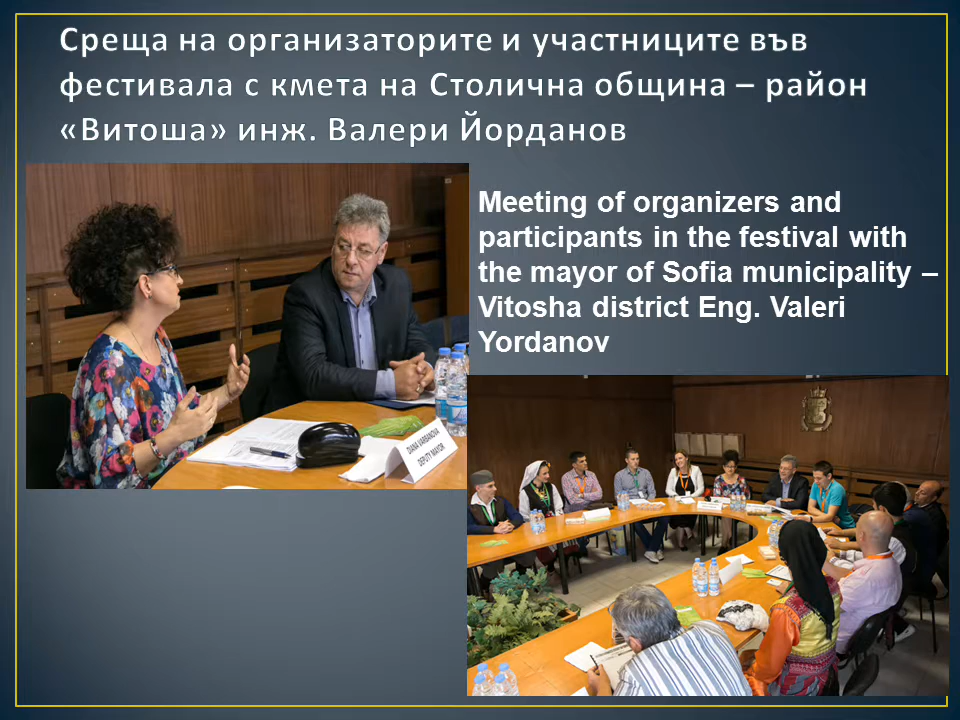 Среща на организаторите и участниците във
фестивала с кмета на Столична община – район
«Витоша» инж. Валери Йорданов
Meeting of organizers and
participants in the festival with
the mayor of Sofia municipality –
Vitosha district Eng. Valeri
Yordanov
DIANA VARBANOVA
DEPUTY MAYOR